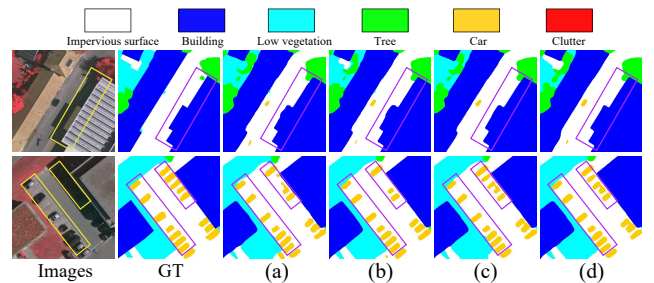 Impervious surface Building Low vegetation Tree Car Clutter
Images GT (a) (b) (c) (d)